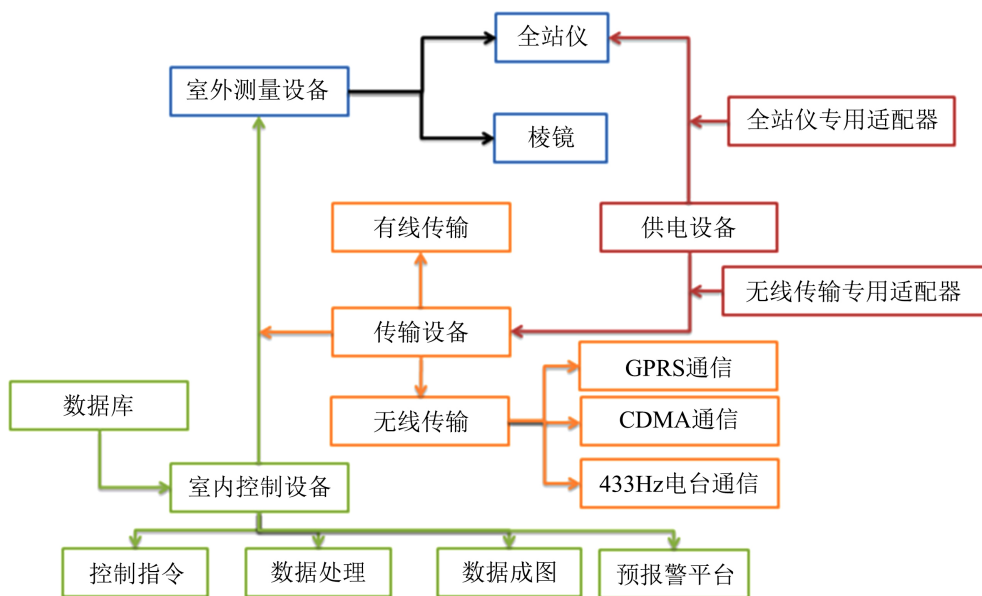 全站仪
室外测量设备
全站仪专用适配器
棱镜
有线传输
供电设备
无线传输专用适配器
传输设备
GPRS通信
数据库
无线传输
CDMA通信
室内控制设备
433Hz电台通信
控制指令
数据处理
数据成图
预报警平台